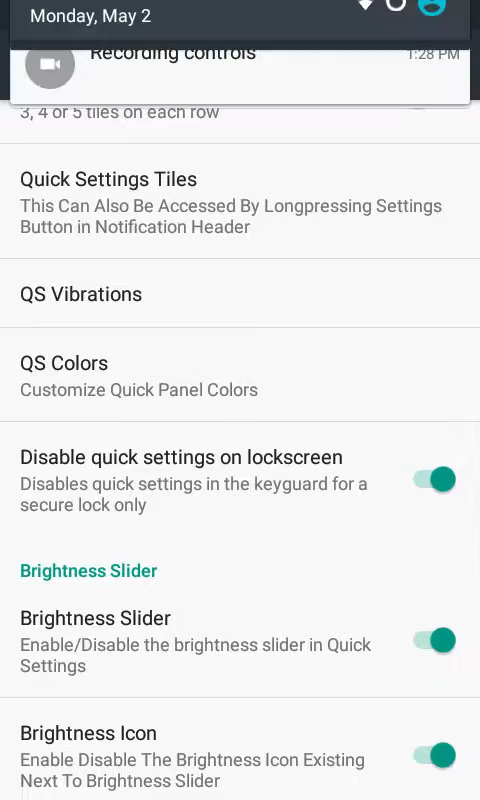 Monday, May 2
Recording controls
1:28 PM
3, 4 or 5 tiles on each row
Quick Settings Tiles
This Can Also Be Accessed By Longpressing Settings
Button in Notification Header
QS Vibrations
QS Colors
Customize Quick Panel Colors
Disable quick settings on lockscreen
Disables quick settings in the keyguard for a
secure lock only
Brightness Slider
Brightness Slider
Enable/Disable the brightness slider in Quick
Settings
Brightness Icon
Enable Disable The Brightness Icon Existing
Next To Brightness Slider